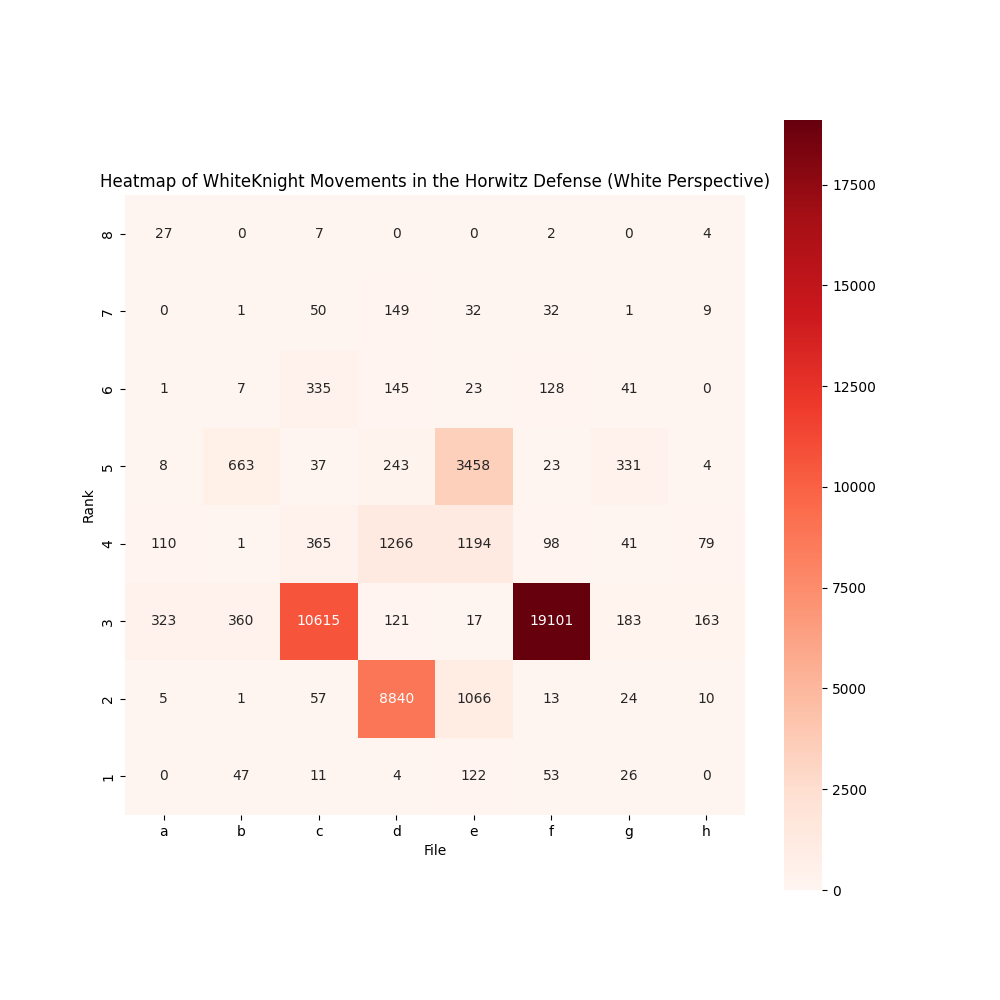 Heatmap of WhiteKnight Movements in the Horwitz Defense (White Perspective)
8 27 0 7 0 0 2 0 4
7 0 1 50 149 32 32 1 9
6 1 7 335 145 23 128 41 0
5 8 663 37 243 3458 23 331 4
4 110 1 365 1266 1194 98 41 79
3 323 360 10615 121 17 19101 183 163
2 5 1 57 8840 1066 13 24 10
1 0 47 11 4 122 53 26 0
a b c d e f g h
File
Rank
17500
15000
12500
10000
7500
5000
2500
0